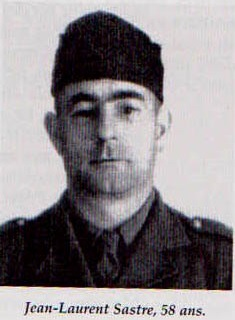 Jean-Laurent Sastre, 58 ans.